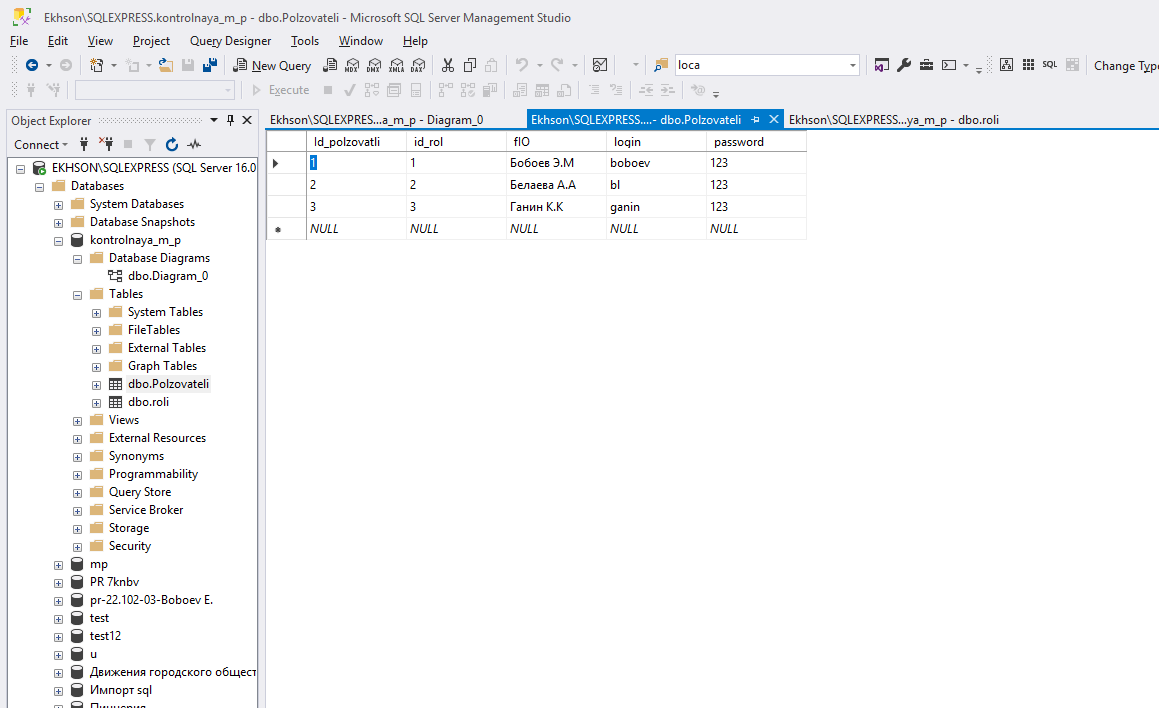 Ekhson\SQLEXPRESS.kontrolnaya_m_p - dbo.Polzovateli - Microsoft SQL Server Management Studio
File Edit View Project Query Designer Tools Window Help
New Query MDX DMX XMLA DAX loca SQL Change Type
Execute
Object Explorer
Connect
EKHSON\SQLEXPRESS (SQL Server 16.0
Databases
System Databases
Database Snapshots
kontrolnaya_m_p
Database Diagrams
dbo.Diagram_0
Tables
System Tables
FileTables
External Tables
Graph Tables
dbo.Polzovateli
dbo.roli
Views
External Resources
Synonyms
Programmability
Query Store
Service Broker
Storage
Security
mp
PR 7knbv
pr-22.102-03-Boboev E.
test
test12
u
Движения городского общест
Импорт sql
Ekhson\SQLEXPRES...a_m_p - Diagram_0 Ekhson\SQLEXPRESS....- dbo.Polzovateli Ekhson\SQLEXPRESS...ya_m_p - dbo.roli
Id_polzovatli id_rol fIO login password
1 1 Бобоев Э.М boboev 123
2 2 Белаева А.А bl 123
3 3 Ганин К.К ganin 123
NULL NULL NULL NULL NULL